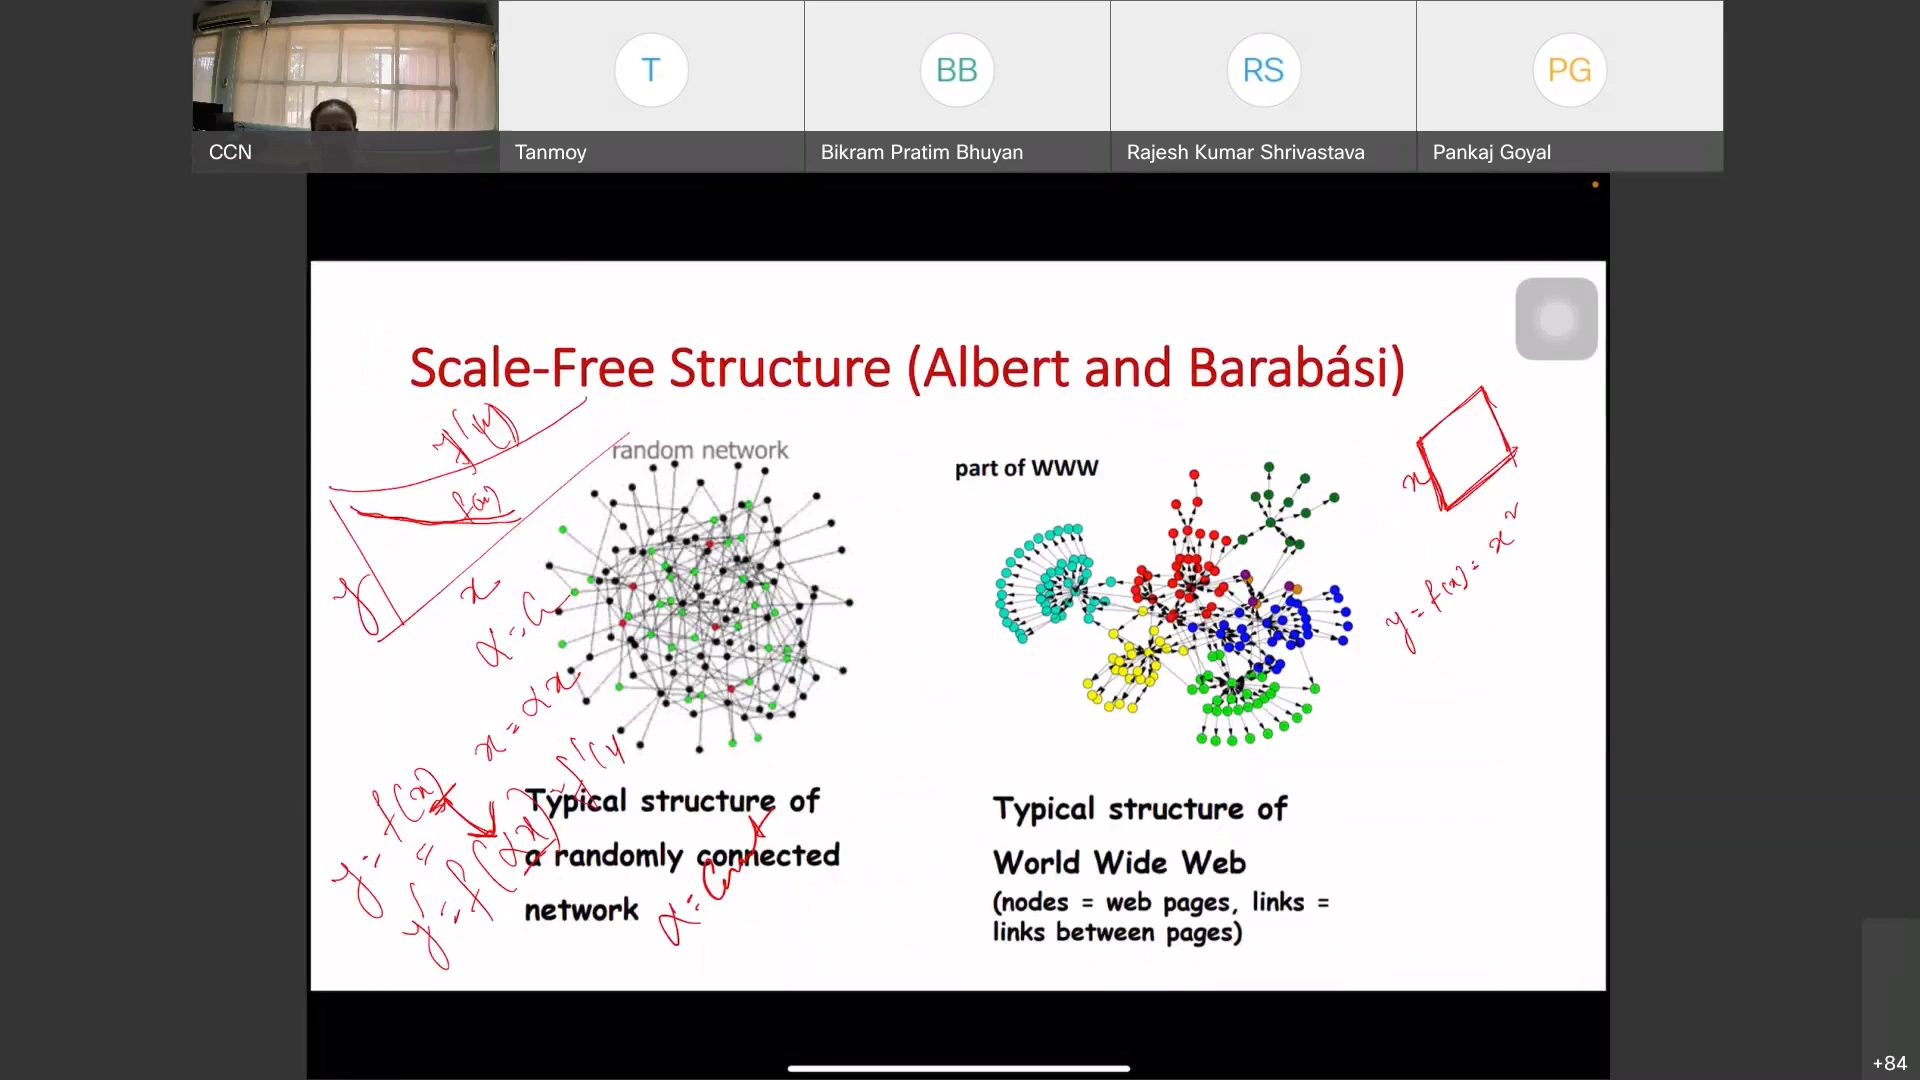 T
BB
RS
PG
CCN
Tanmoy
Bikram Pratim Bhuyan
Rajesh Kumar Shrivastava
Pankaj Goyal
Scale-Free Structure (Albert and Barabási)
random network
part of WWW
f(x)
y
x
x = αx
y = f(x)
y' = f(αx)
x
y = f(x) = x²
Typical structure of
a randomly connected
network
Typical structure of
World Wide Web
(nodes = web pages, links =
links between pages)
+84